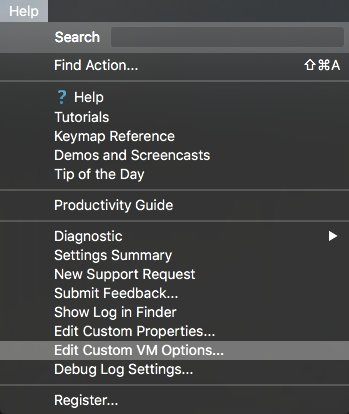 Help
Search
Find Action... ⇧⌘A
? Help
Tutorials
Keymap Reference
Demos and Screencasts
Tip of the Day
Productivity Guide
Diagnostic
Settings Summary
New Support Request
Submit Feedback...
Show Log in Finder
Edit Custom Properties...
Edit Custom VM Options...
Debug Log Settings...
Register...